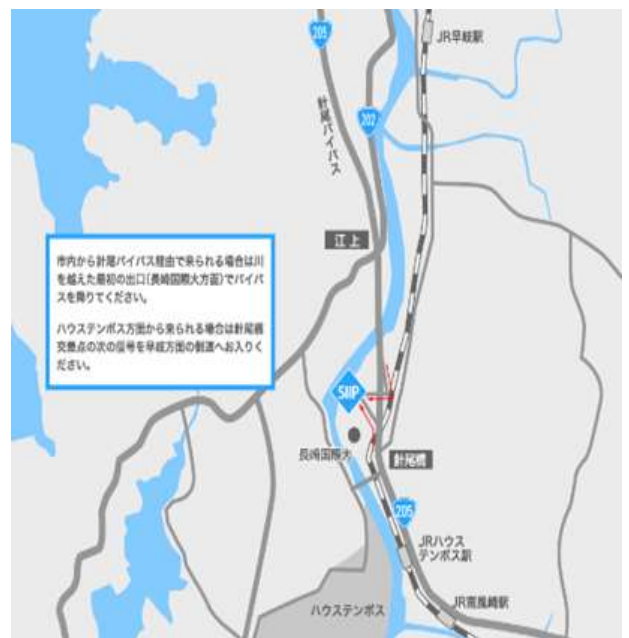 205
JR早岐駅
202
針尾バイパス
江上
市内から針尾バイパス経由で来られる場合は川
を越えた最初の出口(長崎国際大方面)でバイパ
スを降りてください。
ハウステンボス方面から来られる場合は針尾橋
交差点の次の信号を早岐方面の側道へお入りく
ださい。
SIIP
長崎国際大
針尾橋
205
JRハウス
テンボス駅
ハウステンボス
JR南風崎駅